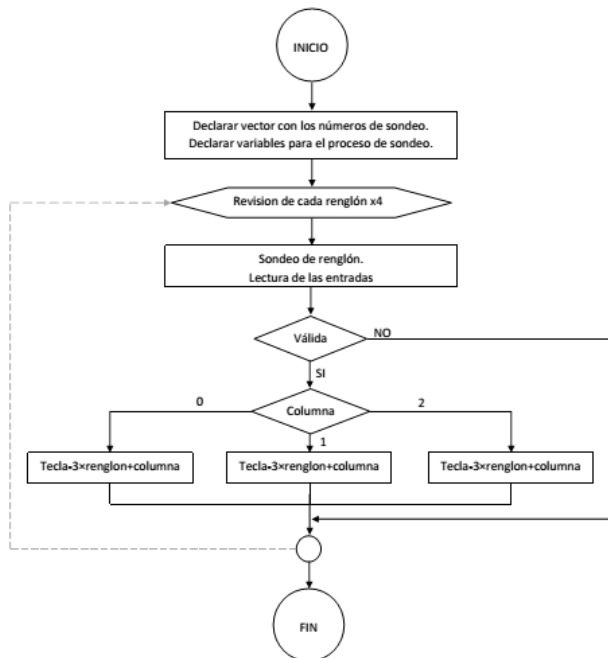 INICIO
Declarar vector con los números de sondeo.
Declarar variables para el proceso de sondeo.
Revision de cada renglón x4
Sondeo de renglón.
Lectura de las entradas
Válida
NO
SI
0
Columna
2
1
Tecla-3×renglon+columna
Tecla-3×renglon+columna
Tecla-3×renglon+columna
FIN